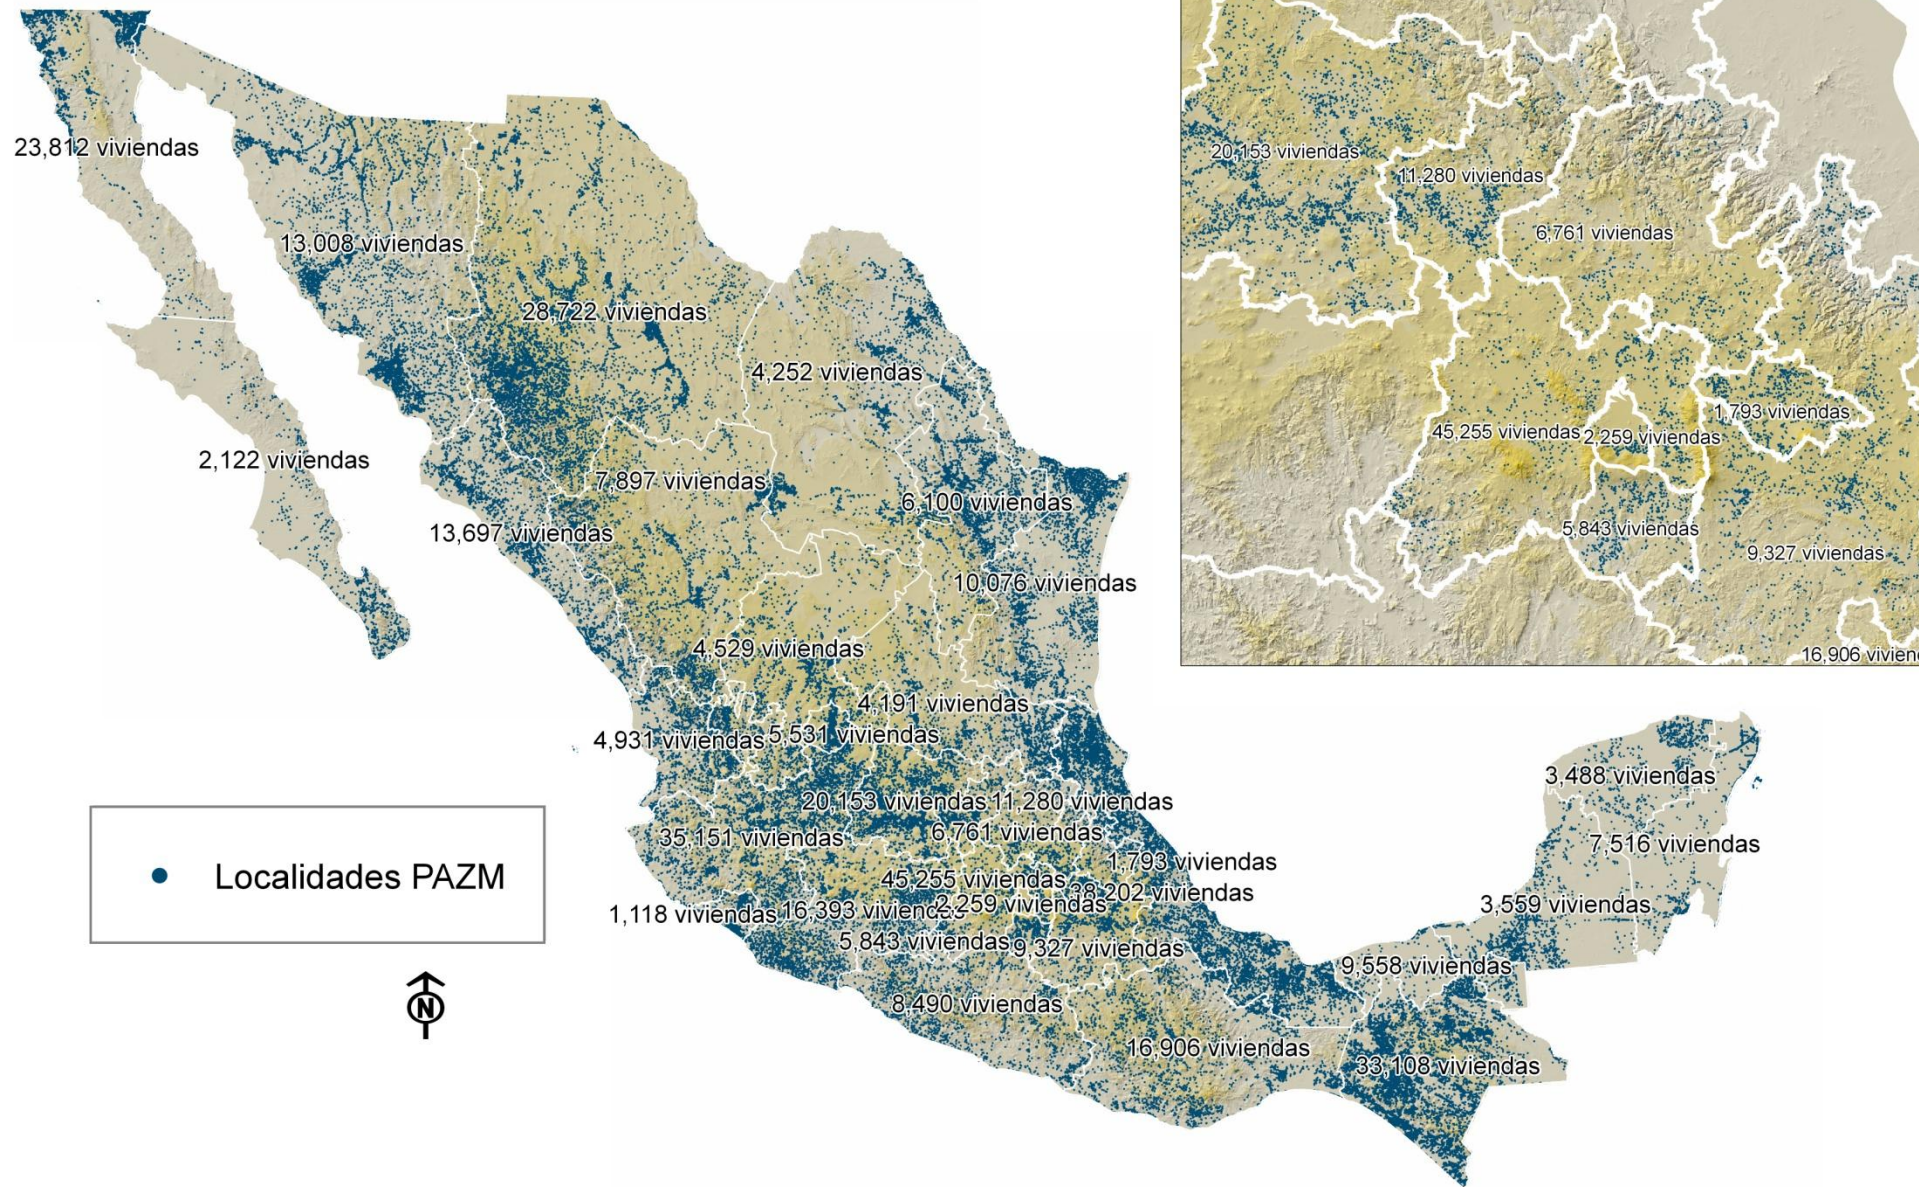 23,812 viviendas
13,008 viviendas
28,722 viviendas
4,252 viviendas
2,122 viviendas
7,897 viviendas
6,100 viviendas
13,697 viviendas
10,076 viviendas
4,529 viviendas
4,191 viviendas
4,931 viviendas
5,531 viviendas
20,153 viviendas
11,280 viviendas
35,151 viviendas
6,761 viviendas
1,793 viviendas
45,255 viviendas
38,202 viviendas
1,118 viviendas
16,393 viviendas
2,259 viviendas
5,843 viviendas
9,327 viviendas
8,490 viviendas
16,906 viviendas
33,108 viviendas
9,558 viviendas
3,559 viviendas
7,516 viviendas
3,488 viviendas
Localidades PAZM
N
20,153 viviendas
11,280 viviendas
6,761 viviendas
1,793 viviendas
45,255 viviendas
2,259 viviendas
5,843 viviendas
9,327 viviendas
16,906 viviend